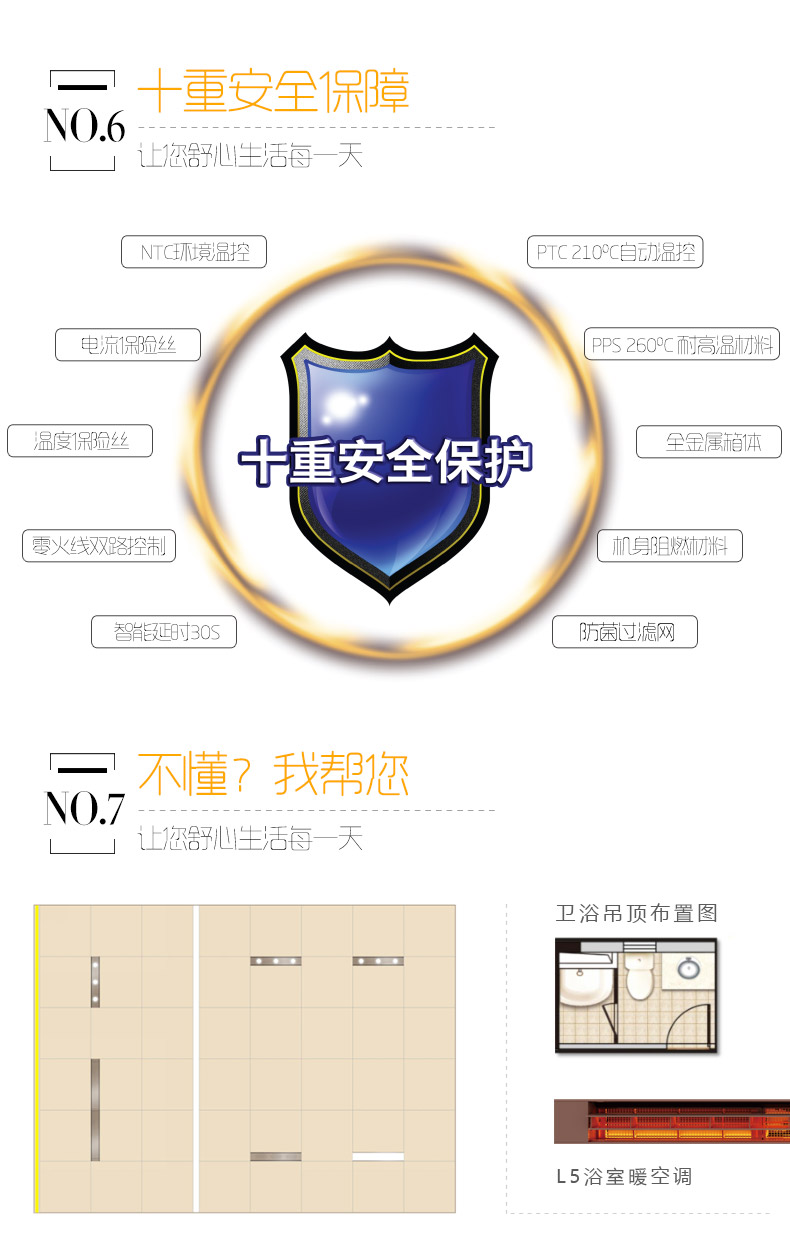 NO.6
十重安全保障
让您舒心生活每一天
NTC环境温控
PTC 210ºC自动温控
电流保险丝
PPS 260ºC 耐高温材料
温度保险丝
十重安全保护
全金属箱体
零火线双路控制
机身阻燃材料
智能延时30S
防菌过滤网
NO.7
不懂？我帮您
让您舒心生活每一天
卫浴吊顶布置图
L5浴室暖空调